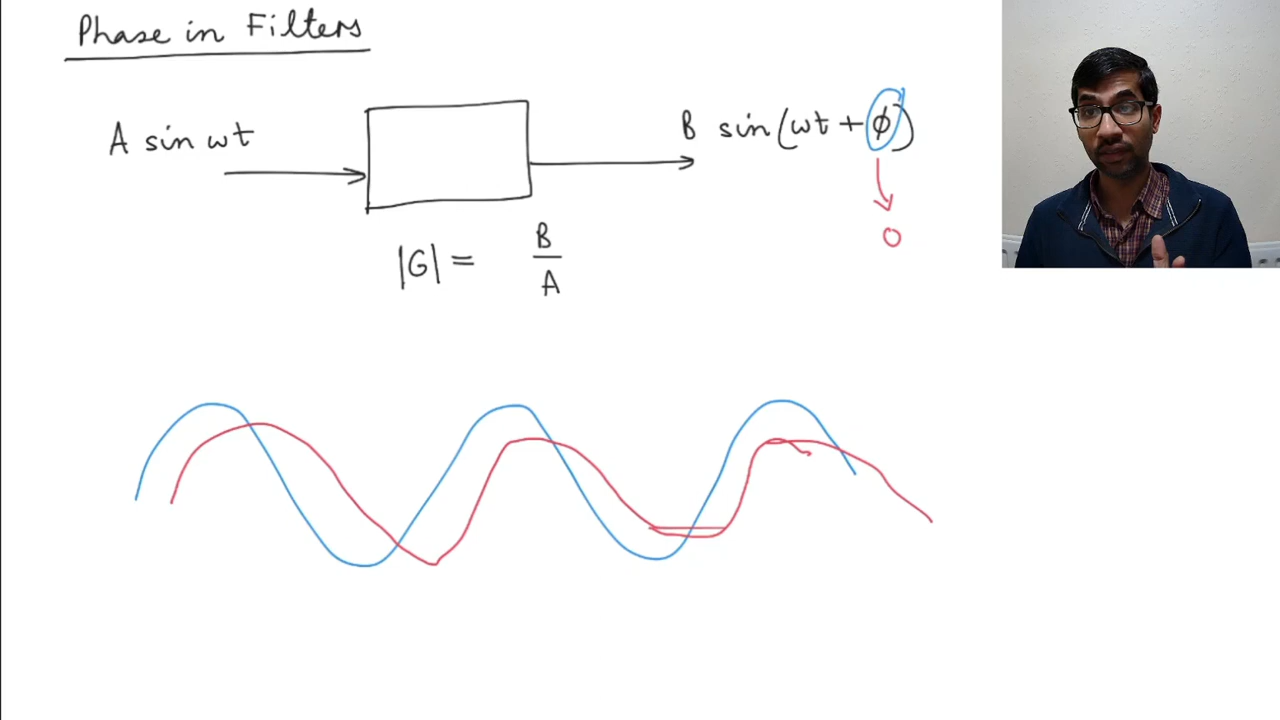 Phase in Filters
A sin ωt
B sin(ωt + ϕ)
0
|G| = B/A